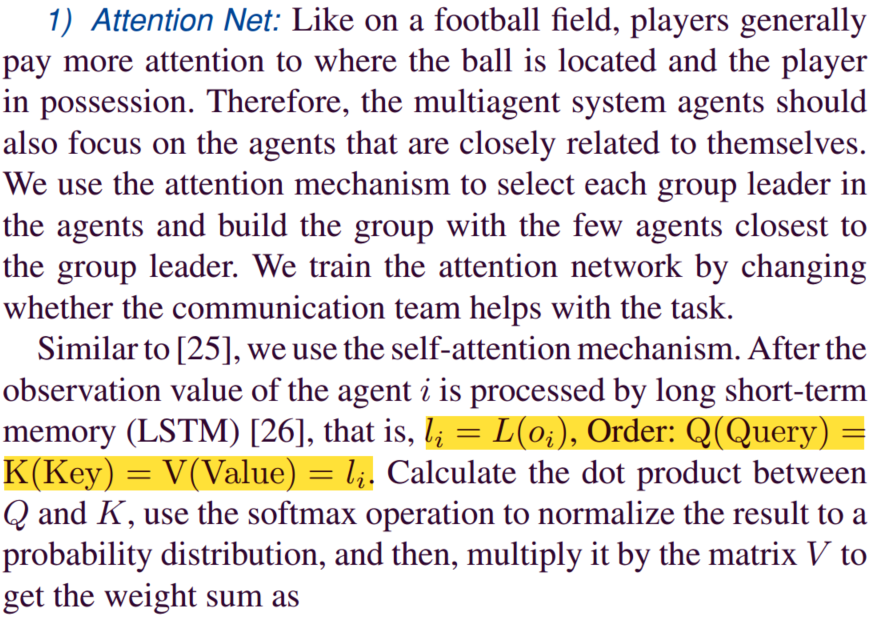 1) Attention Net: Like on a football field, players generally
pay more attention to where the ball is located and the player
in possession. Therefore, the multiagent system agents should
also focus on the agents that are closely related to themselves.
We use the attention mechanism to select each group leader in
the agents and build the group with the few agents closest to
the group leader. We train the attention network by changing
whether the communication team helps with the task.
Similar to [25], we use the self-attention mechanism. After the
observation value of the agent i is processed by long short-term
memory (LSTM) [26], that is, lᵢ = L(oᵢ), Order: Q(Query) =
K(Key) = V(Value) = lᵢ. Calculate the dot product between
Q and K, use the softmax operation to normalize the result to a
probability distribution, and then, multiply it by the matrix V to
get the weight sum as